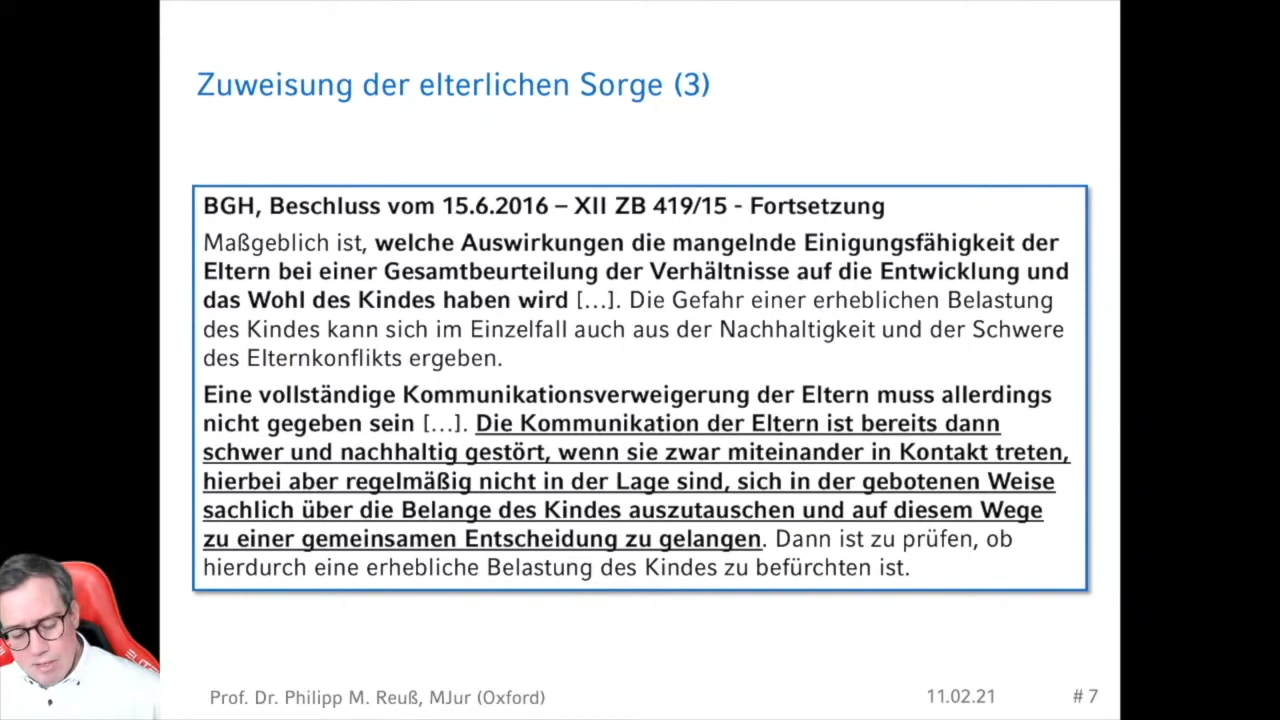 Zuweisung der elterlichen Sorge (3)
BGH, Beschluss vom 15.6.2016 – XII ZB 419/15 - Fortsetzung
Maßgeblich ist, welche Auswirkungen die mangelnde Einigungsfähigkeit der
Eltern bei einer Gesamtbeurteilung der Verhältnisse auf die Entwicklung und
das Wohl des Kindes haben wird […]. Die Gefahr einer erheblichen Belastung
des Kindes kann sich im Einzelfall auch aus der Nachhaltigkeit und der Schwere
des Elternkonflikts ergeben.
Eine vollständige Kommunikationsverweigerung der Eltern muss allerdings
nicht gegeben sein […]. Die Kommunikation der Eltern ist bereits dann
schwer und nachhaltig gestört, wenn sie zwar miteinander in Kontakt treten,
hierbei aber regelmäßig nicht in der Lage sind, sich in der gebotenen Weise
sachlich über die Belange des Kindes auszutauschen und auf diesem Wege
zu einer gemeinsamen Entscheidung zu gelangen. Dann ist zu prüfen, ob
hierdurch eine erhebliche Belastung des Kindes zu befürchten ist.
Prof. Dr. Philipp M. Reuß, MJur (Oxford)
11.02.21
# 7